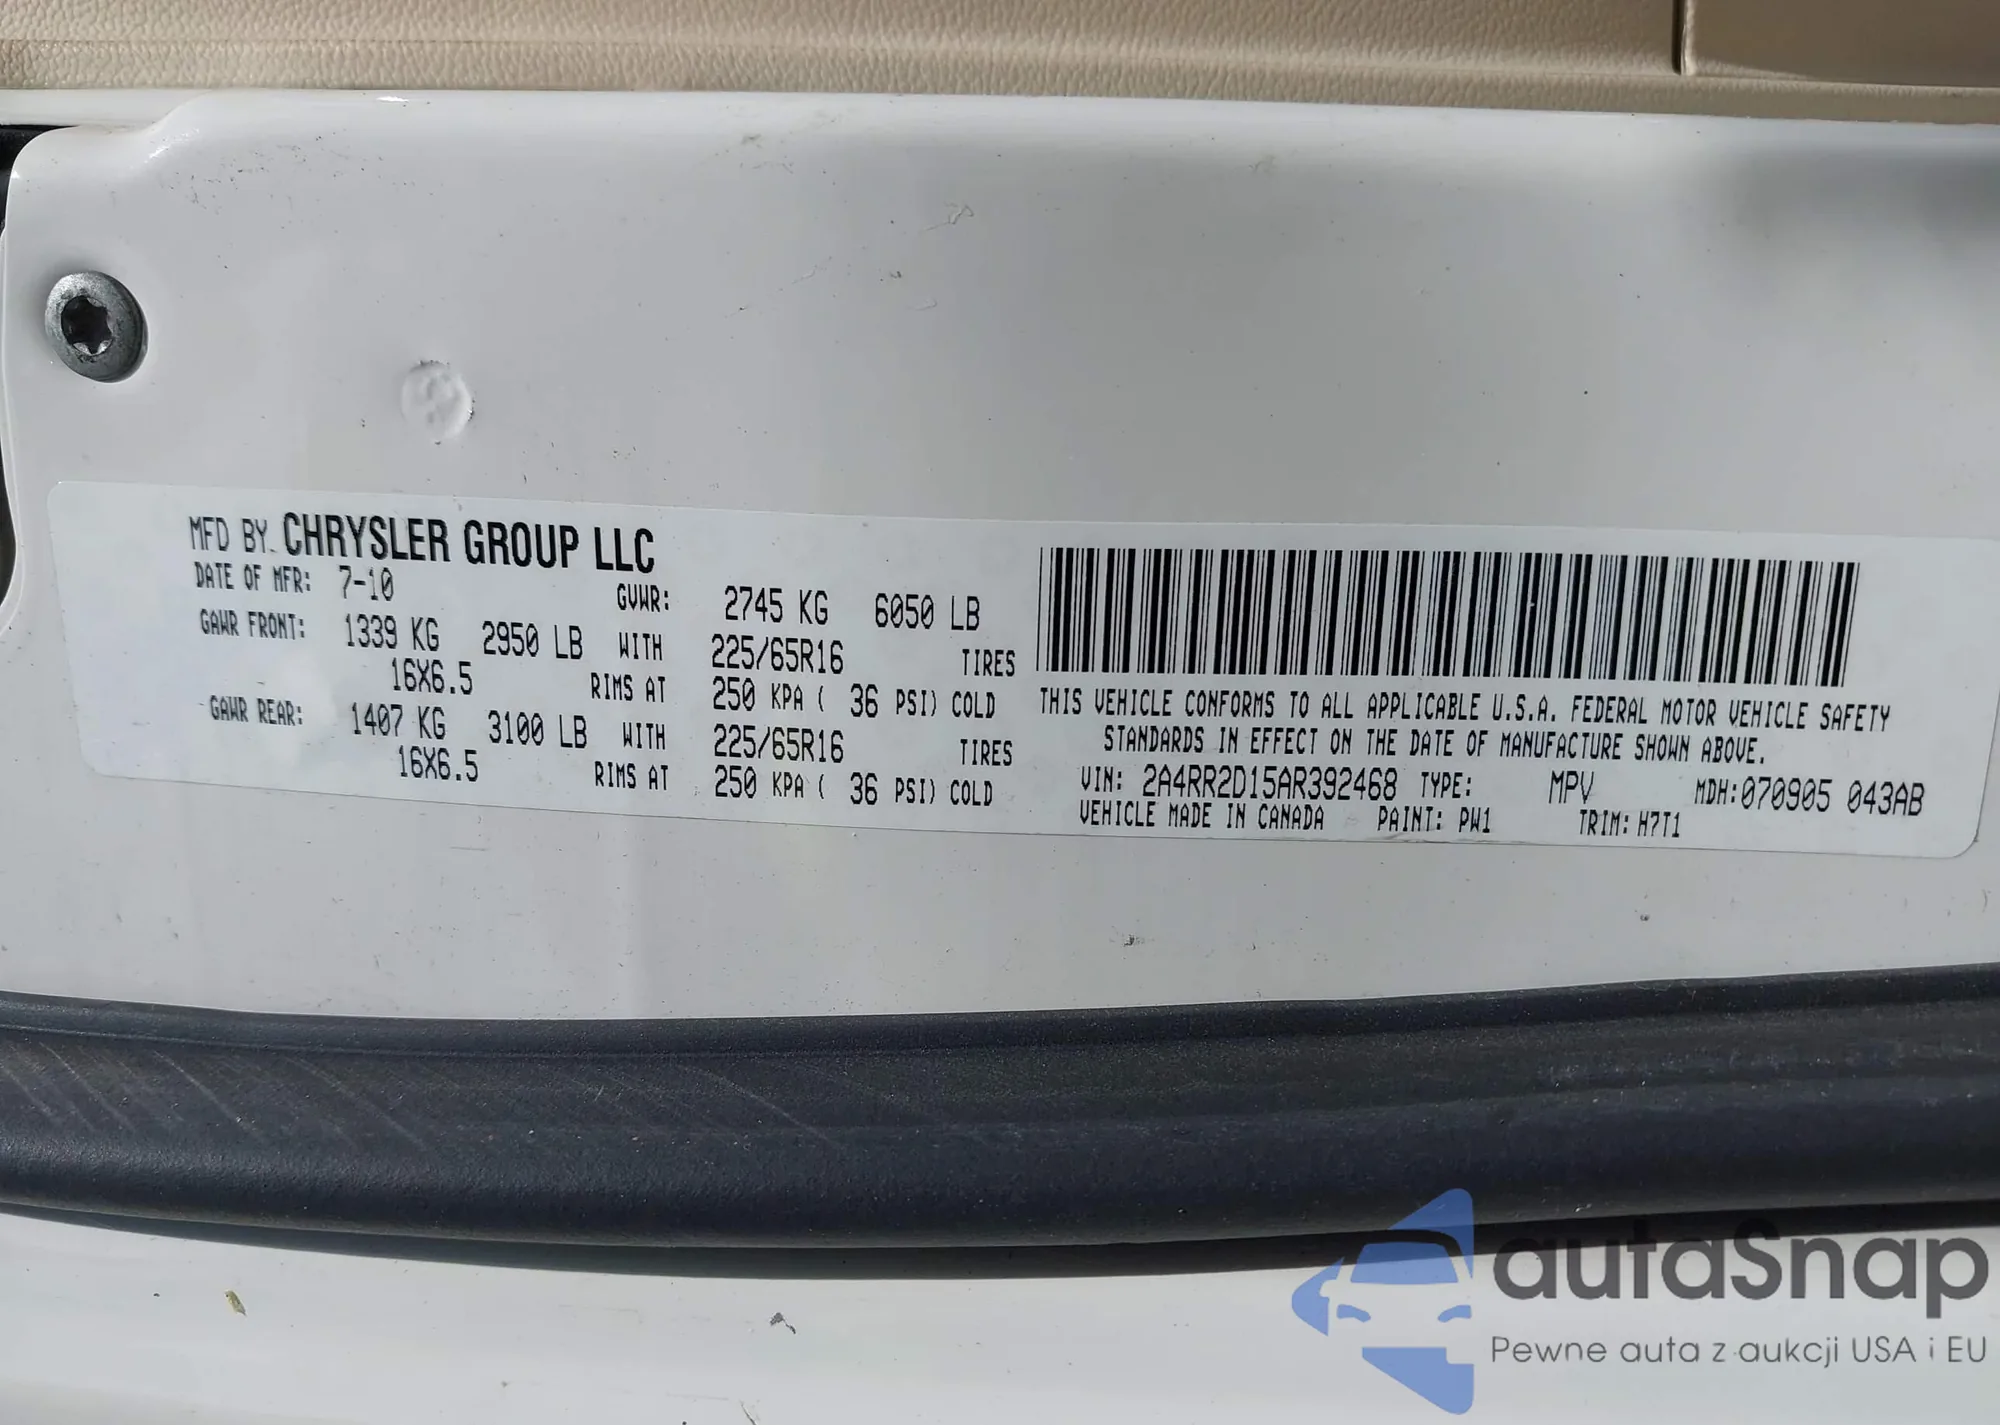 MFD BY CHRYSLER GROUP LLC
DATE OF MFR: 7-10 GVWR: 2745 KG 6050 LB
GAWR FRONT: 1339 KG 2950 LB WITH 225/65R16 TIRES
16X6.5 RIMS AT 250 KPA ( 36 PSI) COLD
GAWR REAR: 1407 KG 3100 LB WITH 225/65R16 TIRES
16X6.5 RIMS AT 250 KPA ( 36 PSI) COLD
THIS VEHICLE CONFORMS TO ALL APPLICABLE U.S.A. FEDERAL MOTOR VEHICLE SAFETY
STANDARDS IN EFFECT ON THE DATE OF MANUFACTURE SHOWN ABOVE.
VIN: 2A4RR2D15AR392468 TYPE: MPV MDH:070905 043AB
VEHICLE MADE IN CANADA PAINT: PW1 TRIM: H7T1
autaSnap
Pewne auta z aukcji USA i EU